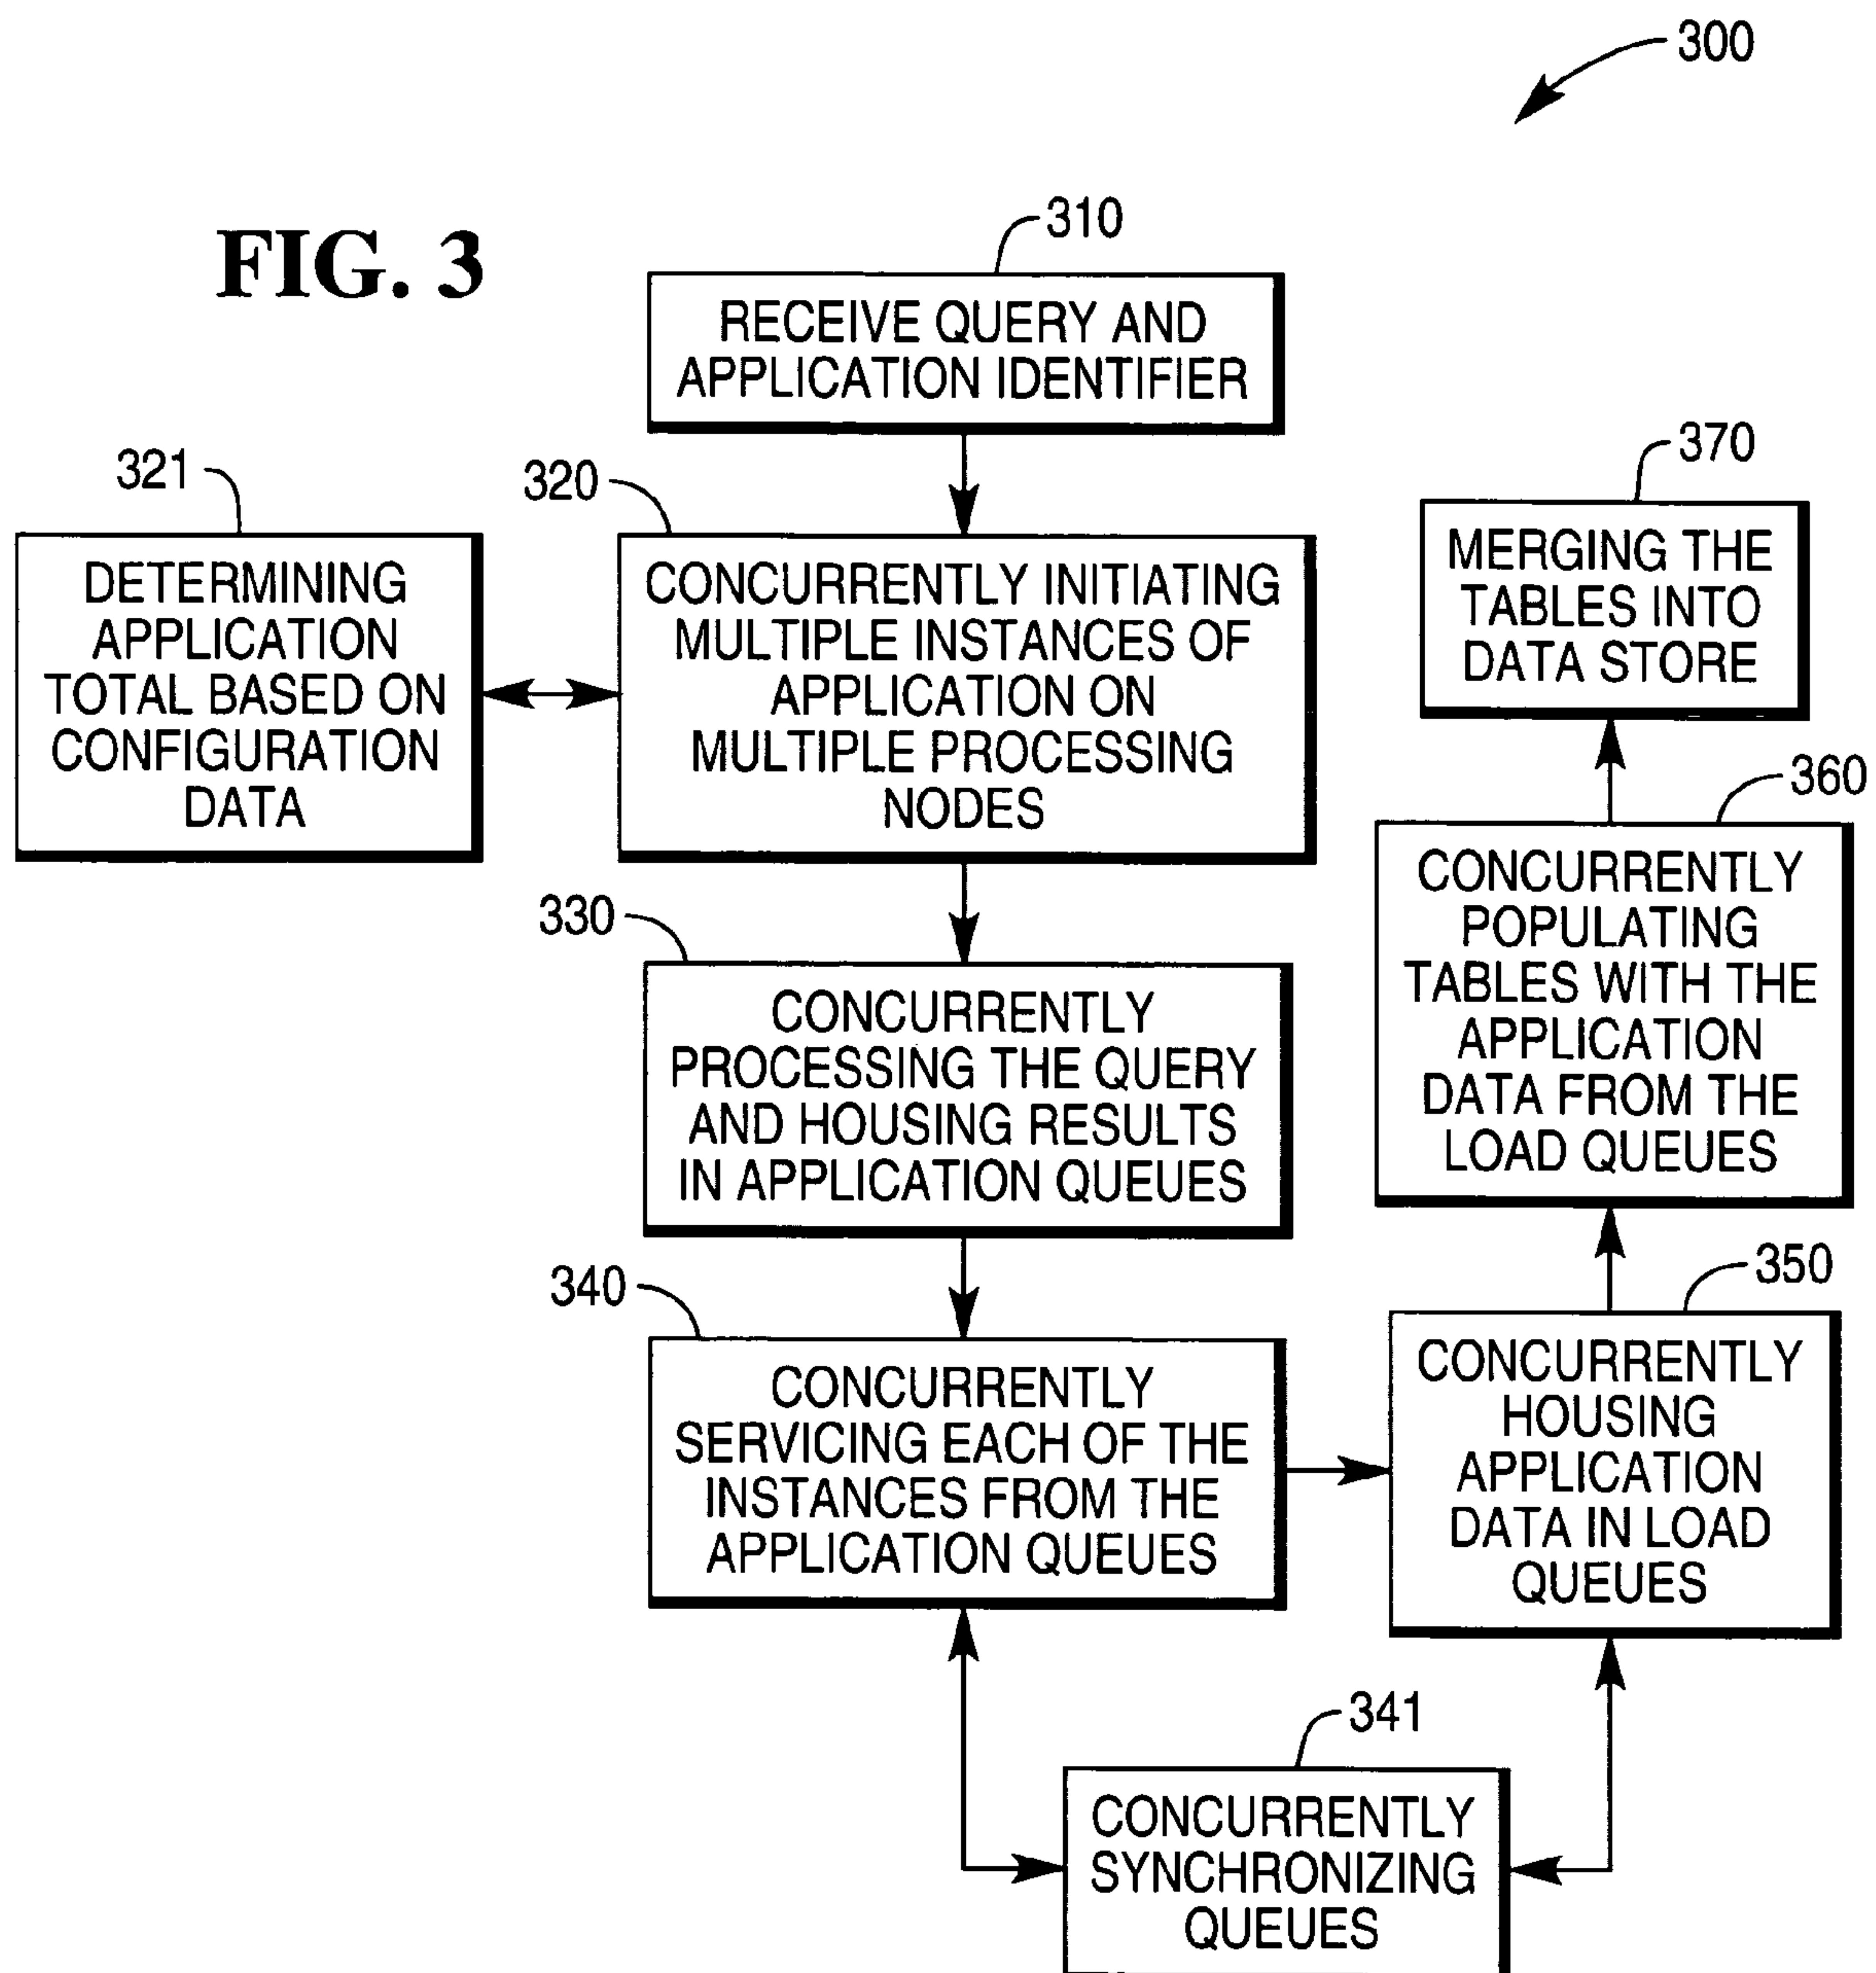 300
FIG. 3
310
RECEIVE QUERY AND
APPLICATION IDENTIFIER
321
DETERMINING
APPLICATION
TOTAL BASED ON
CONFIGURATION
DATA
320
CONCURRENTLY INITIATING
MULTIPLE INSTANCES OF
APPLICATION ON
MULTIPLE PROCESSING
NODES
330
CONCURRENTLY
PROCESSING THE QUERY
AND HOUSING RESULTS
IN APPLICATION QUEUES
340
CONCURRENTLY
SERVICING EACH OF THE
INSTANCES FROM THE
APPLICATION QUEUES
341
CONCURRENTLY
SYNCHRONIZING
QUEUES
350
CONCURRENTLY
HOUSING
APPLICATION
DATA IN LOAD
QUEUES
360
CONCURRENTLY
POPULATING
TABLES WITH THE
APPLICATION
DATA FROM THE
LOAD QUEUES
370
MERGING THE
TABLES INTO
DATA STORE